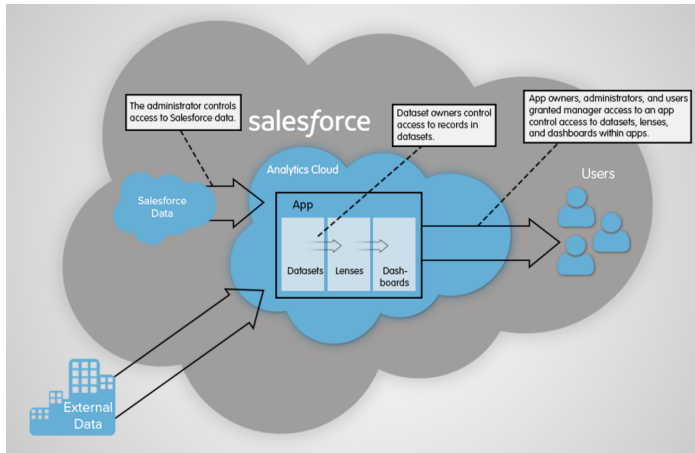 The administrator controls
access to Salesforce data.
salesforce
Dataset owners control
access to records in
datasets.
App owners, administrators, and users
granted manager access to an app
control access to datasets, lenses,
and dashboards within apps.
Analytics Cloud
Users
Salesforce
Data
App
Datasets
Lenses
Dash-
boards
External
Data